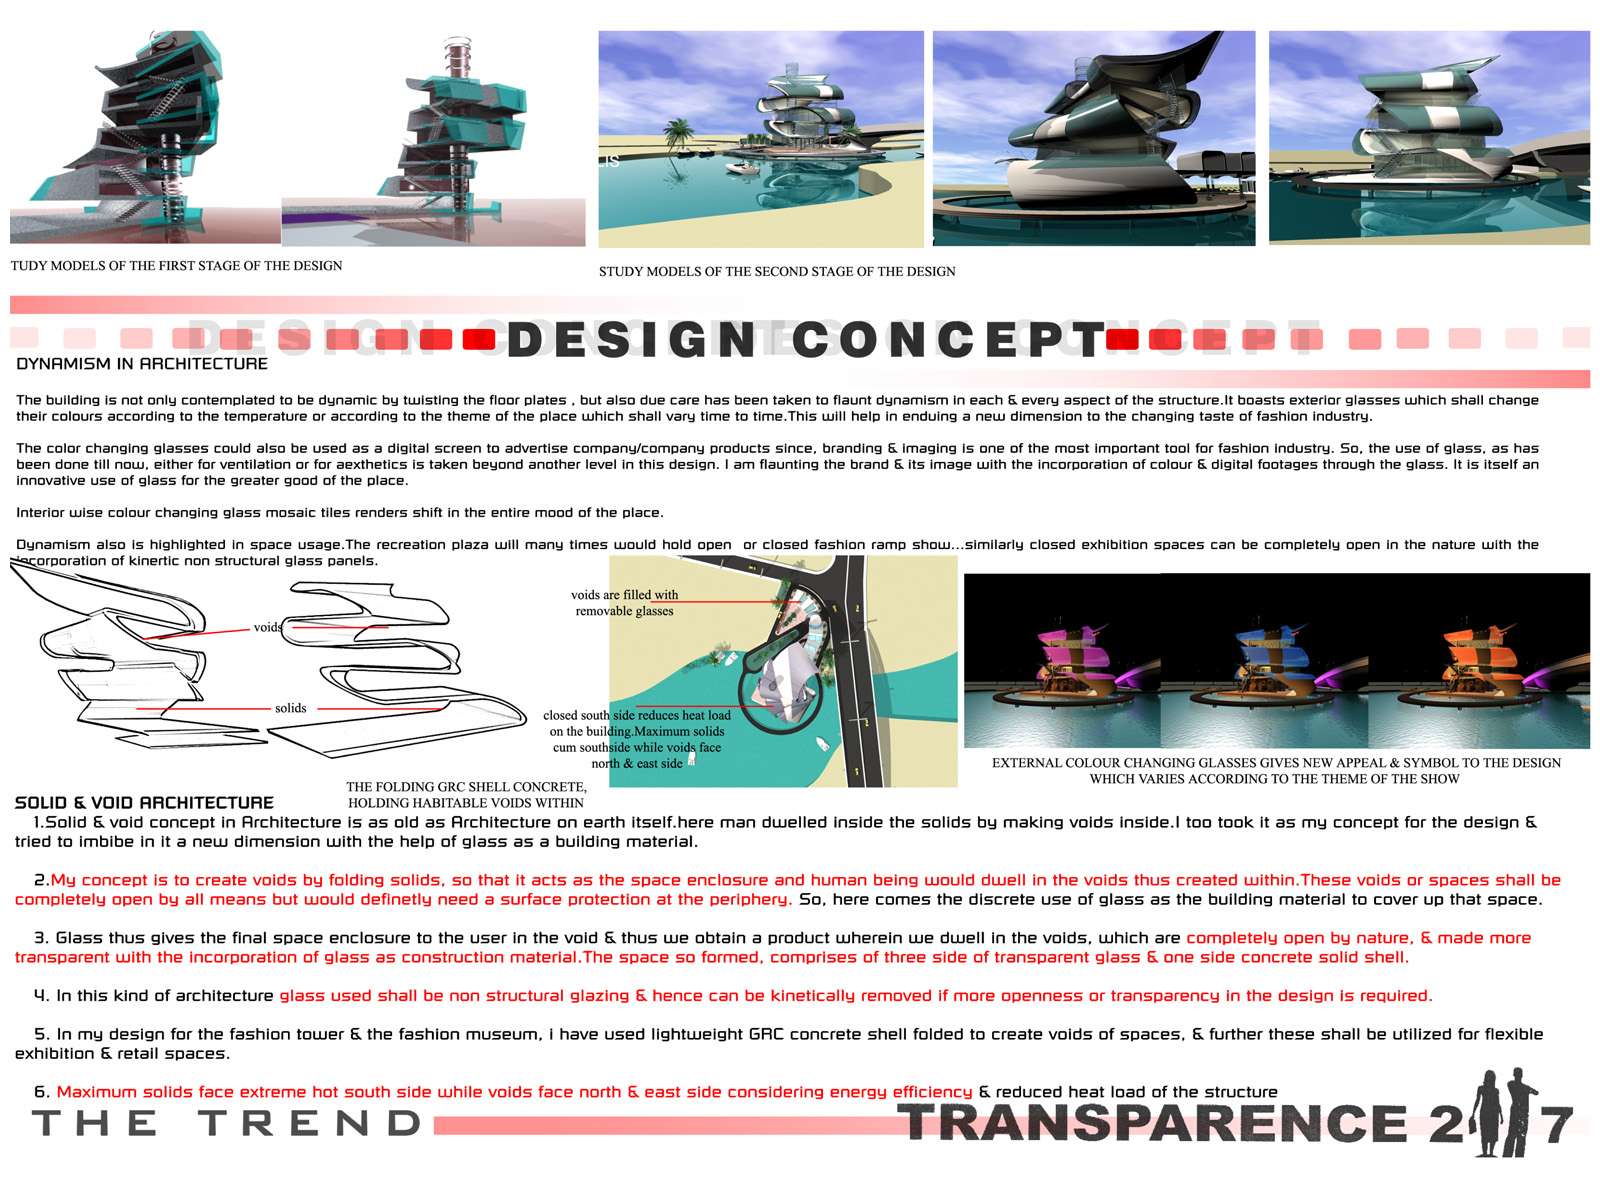 LIS
TUDY MODELS OF THE FIRST STAGE OF THE DESIGN
STUDY MODELS OF THE SECOND STAGE OF THE DESIGN
DESIGN CONCEPT
DYNAMISM IN ARCHITECTURE
The building is not only contemplated to be dynamic by twisting the floor plates , but also due care has been taken to flaunt dynamism in each & every aspect of the structure.It boasts exterior glasses which shall change
their colours according to the temperature or according to the theme of the place which shall vary time to time.This will help in enduing a new dimension to the changing taste of fashion industry.
The color changing glasses could also be used as a digital screen to advertise company/company products since, branding & imaging is one of the most important tool for fashion industry. So, the use of glass, as has
been done till now, either for ventilation or for aexthetics is taken beyond another level in this design. I am flaunting the brand & its image with the incorporation of colour & digital footages through the glass. It is itself an
innovative use of glass for the greater good of the place.
Interior wise colour changing glass mosaic tiles renders shift in the entire mood of the place.
Dynamism also is highlighted in space usage.The recreation plaza will many times would hold open or closed fashion ramp show...similarly closed exhibition spaces can be completely open in the nature with the
incorporation of kinertic non structural glass panels.
voids
solids
THE FOLDING GRC SHELL CONCRETE,
HOLDING HABITABLE VOIDS WITHIN
voids are filled with
removable glasses
closed south side reduces heat load
on the building.Maximum solids
cum southside while voids face
north & east side
EXTERNAL COLOUR CHANGING GLASSES GIVES NEW APPEAL & SYMBOL TO THE DESIGN
WHICH VARIES ACCORDING TO THE THEME OF THE SHOW
SOLID & VOID ARCHITECTURE
1.Solid & void concept in Architecture is as old as Architecture on earth itself.here man dwelled inside the solids by making voids inside.I too took it as my concept for the design &
tried to imbibe in it a new dimension with the help of glass as a building material.
2.My concept is to create voids by folding solids, so that it acts as the space enclosure and human being would dwell in the voids thus created within.These voids or spaces shall be
completely open by all means but would definetly need a surface protection at the periphery. So, here comes the discrete use of glass as the building material to cover up that space.
3. Glass thus gives the final space enclosure to the user in the void & thus we obtain a product wherein we dwell in the voids, which are completely open by nature, & made more
transparent with the incorporation of glass as construction material.The space so formed, comprises of three side of transparent glass & one side concrete solid shell.
4. In this kind of architecture glass used shall be non structural glazing & hence can be kinetically removed if more openness or transparency in the design is required.
5. In my design for the fashion tower & the fashion museum, i have used lightweight GRC concrete shell folded to create voids of spaces, & further these shall be utilized for flexible
exhibition & retail spaces.
6. Maximum solids face extreme hot south side while voids face north & east side considering energy efficiency & reduced heat load of the structure
THE TREND
TRANSPARENCE 2 7